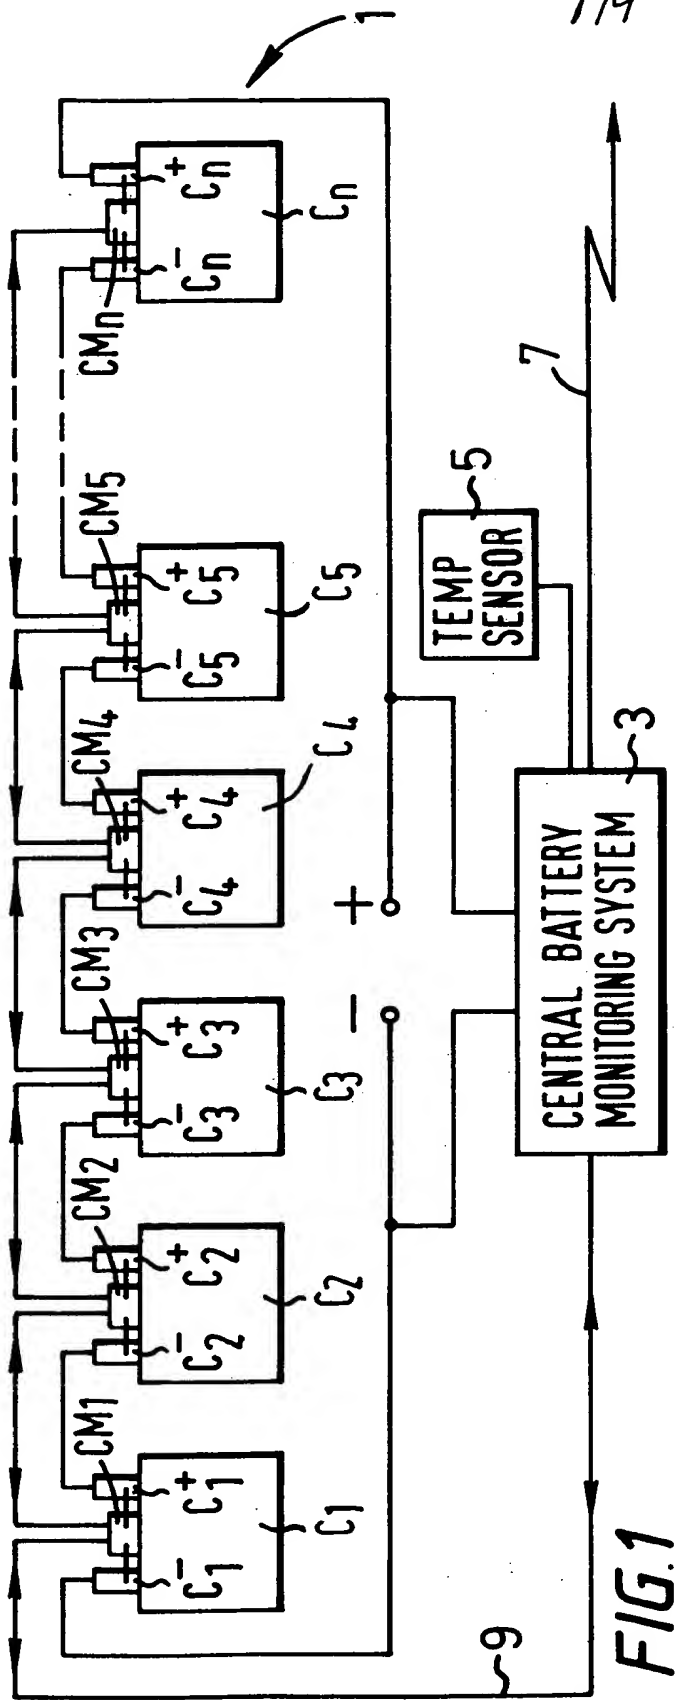 1/4
1
CM1
CM2
CM3
CM4
CM5
CMn
C1⁻ C1⁺
C2⁻ C2⁺
C3⁻ C3⁺
C4⁻ C4⁺
C5⁻ C5⁺
Cn⁻ Cn⁺
C1
C2
C3
C4
C5
Cn
− +
TEMP
SENSOR
5
CENTRAL BATTERY
MONITORING SYSTEM
3
7
9
FIG.1